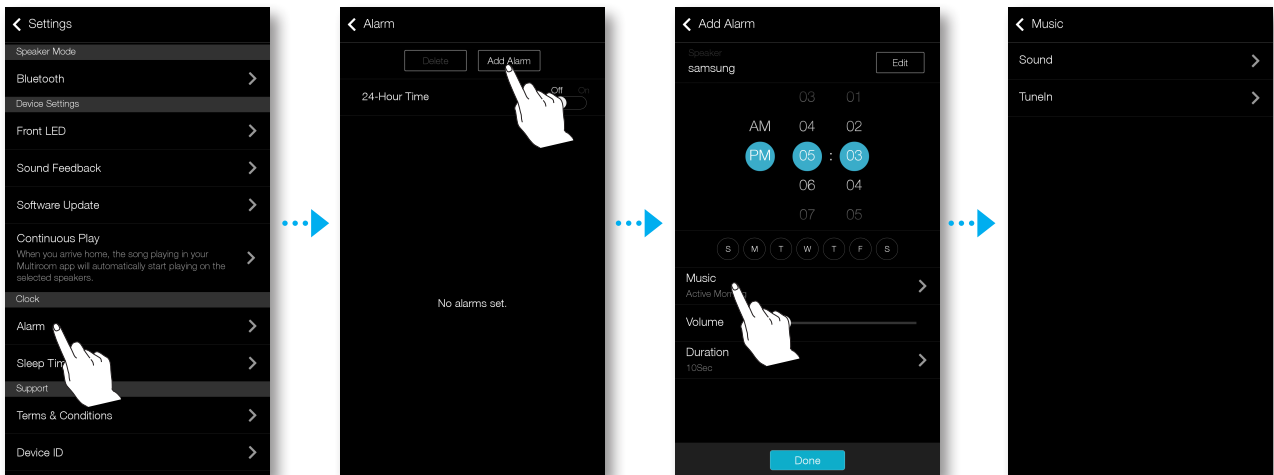 Settings
Speaker Mode
Bluetooth
Device Settings
Front LED
Sound Feedback
Software Update
Continuous Play
When you arrive home, the song playing in your
Multiroom app will automatically start playing on the
selected speakers.
Clock
Alarm
Sleep
Support
Terms & Conditions
Device ID
Alarm
Delete
Add Alarm
24-Hour Time
Off On
No alarms set.
Add Alarm
Speaker
samsung
Edit
03 01
AM 04 02
PM 05 : 03
06 04
07 05
S M T W T F S
Music
Active
Volume
Duration
10Sec
Done
Music
Sound
TuneIn